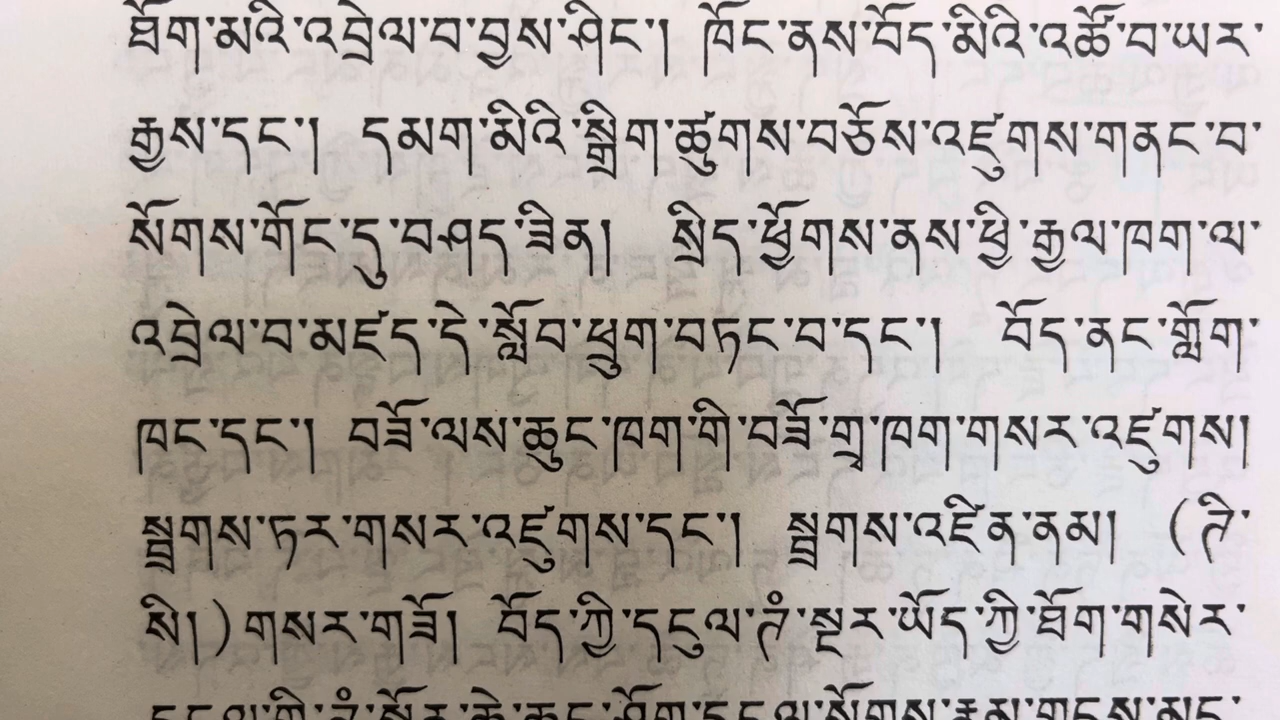 ཐོག་མའི་འབྲེལ་བ་བྱས་ཤིང་། ཁོང་ནས་བོད་མིའི་འཚོ་བ་ཡར་
རྒྱས་དང་། དམག་མིའི་སྒྲིག་ཚུགས་བཅོས་འཛུགས་གནང་བ་
སོགས་གོང་དུ་བཤད་ཟིན། སྲིད་ཕྱོགས་ནས་ཕྱི་རྒྱལ་ཁག་ལ་
འབྲེལ་བ་མཛད་དེ་སློབ་ཕྲུག་བཏང་བ་དང་། བོད་ནང་གློག་
ཁང་དང་། བཟོ་ལས་ཆུང་ཁག་གི་བཟོ་གྲྭ་ཁག་གསར་འཛུགས།
སྦྲགས་ཏར་གསར་འཛུགས་དང་། སྦྲགས་འཛིན་ནམ། (ཊི་
སི།) གསར་གཟོ། བོད་ཀྱི་དངུལ་ཊཾ་སྔར་ཡོད་ཀྱི་ཐོག་གསེར་